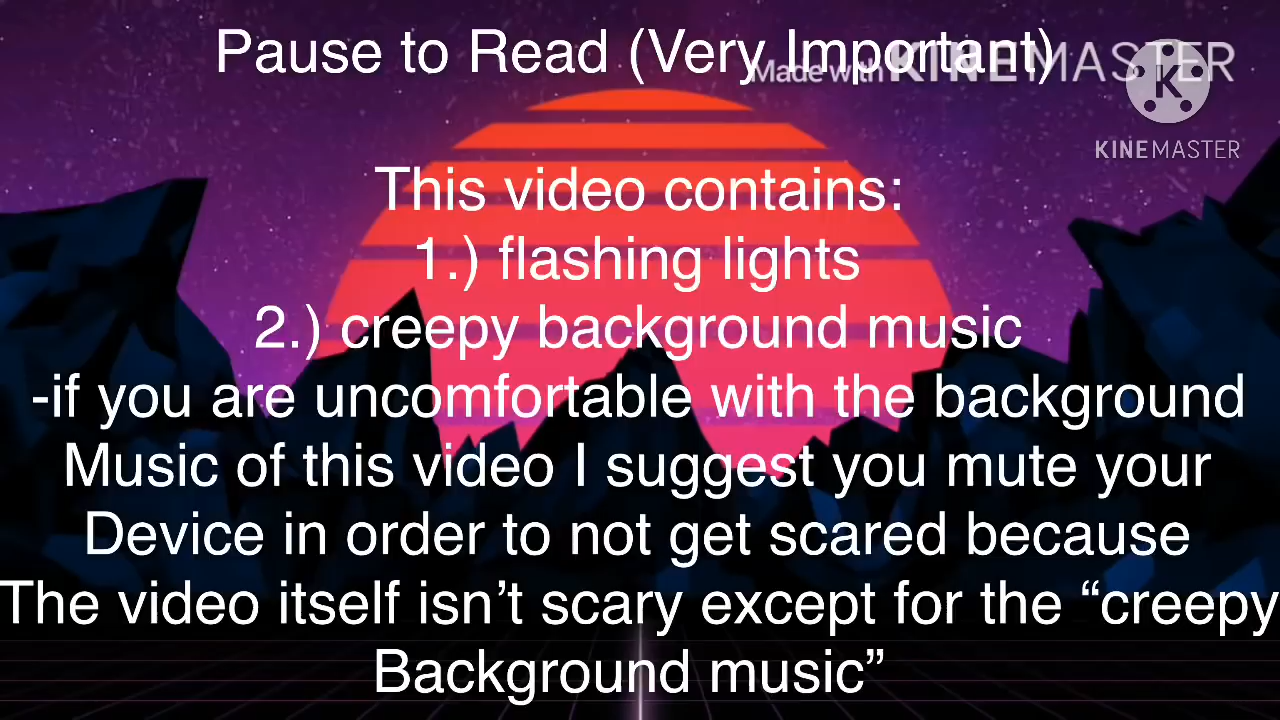 Pause to Read (Very Important)
Made with KINEMASTER
K
KINEMASTER
This video contains:
1.) flashing lights
2.) creepy background music
-if you are uncomfortable with the background
Music of this video I suggest you mute your
Device in order to not get scared because
The video itself isn’t scary except for the “creepy
Background music”